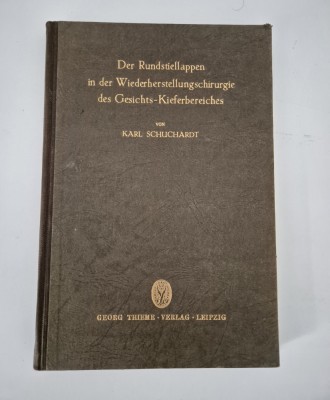 Der Rundstiellappen
in der Wiederherstellungschirurgie
des Gesichts-Kieferbereiches
VON
KARL SCHUCHARDT
GEORG THIEME - VERLAG - LEIPZIG